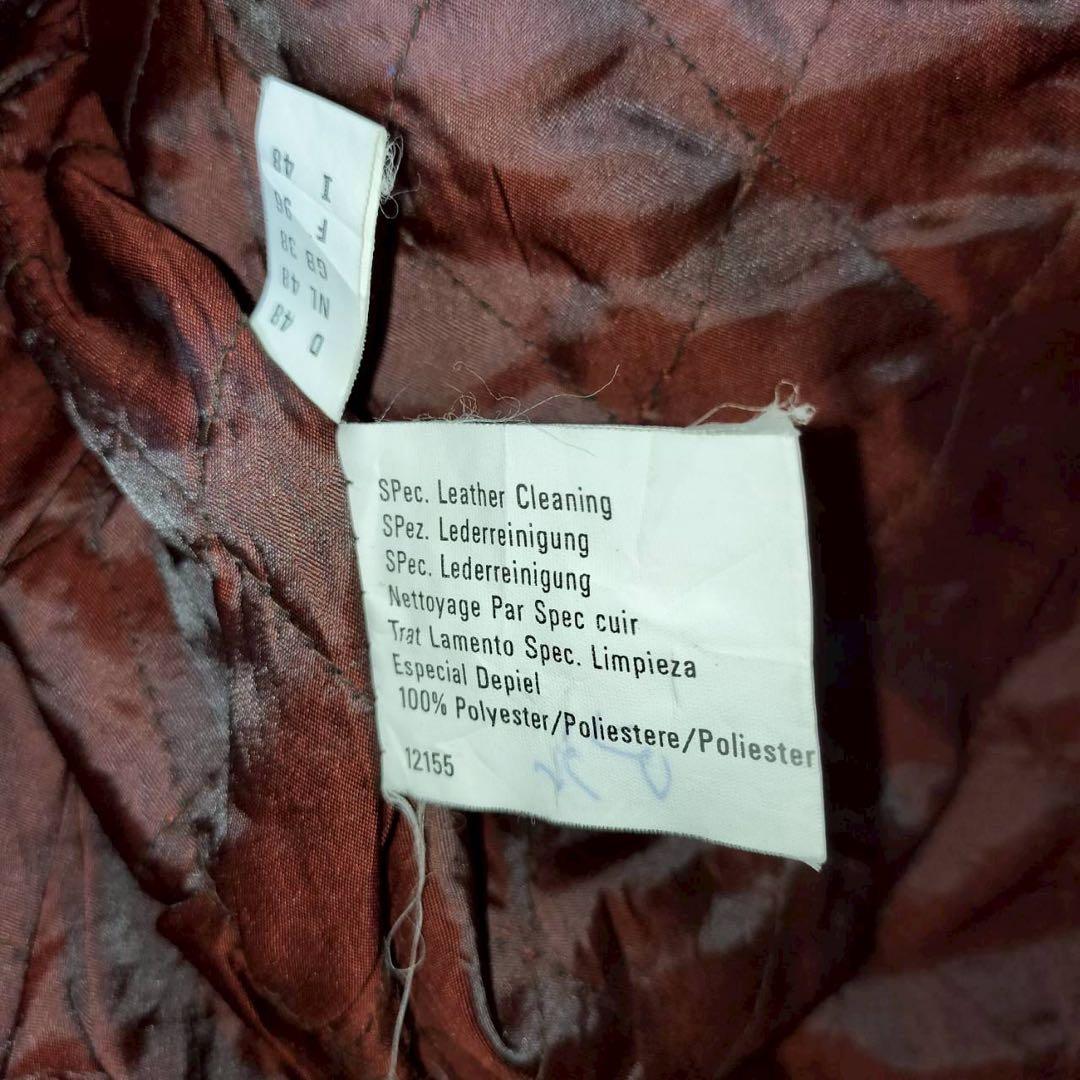 D 48
NL 48
GB 38
F 36
I 48
SPec. Leather Cleaning
SPez. Lederreinigung
SPec. Lederreinigung
Nettoyage Par Spec cuir
Trat Lamento Spec. Limpieza
Especial Depiel
100% Polyester/Poliestere/Poliester
12155